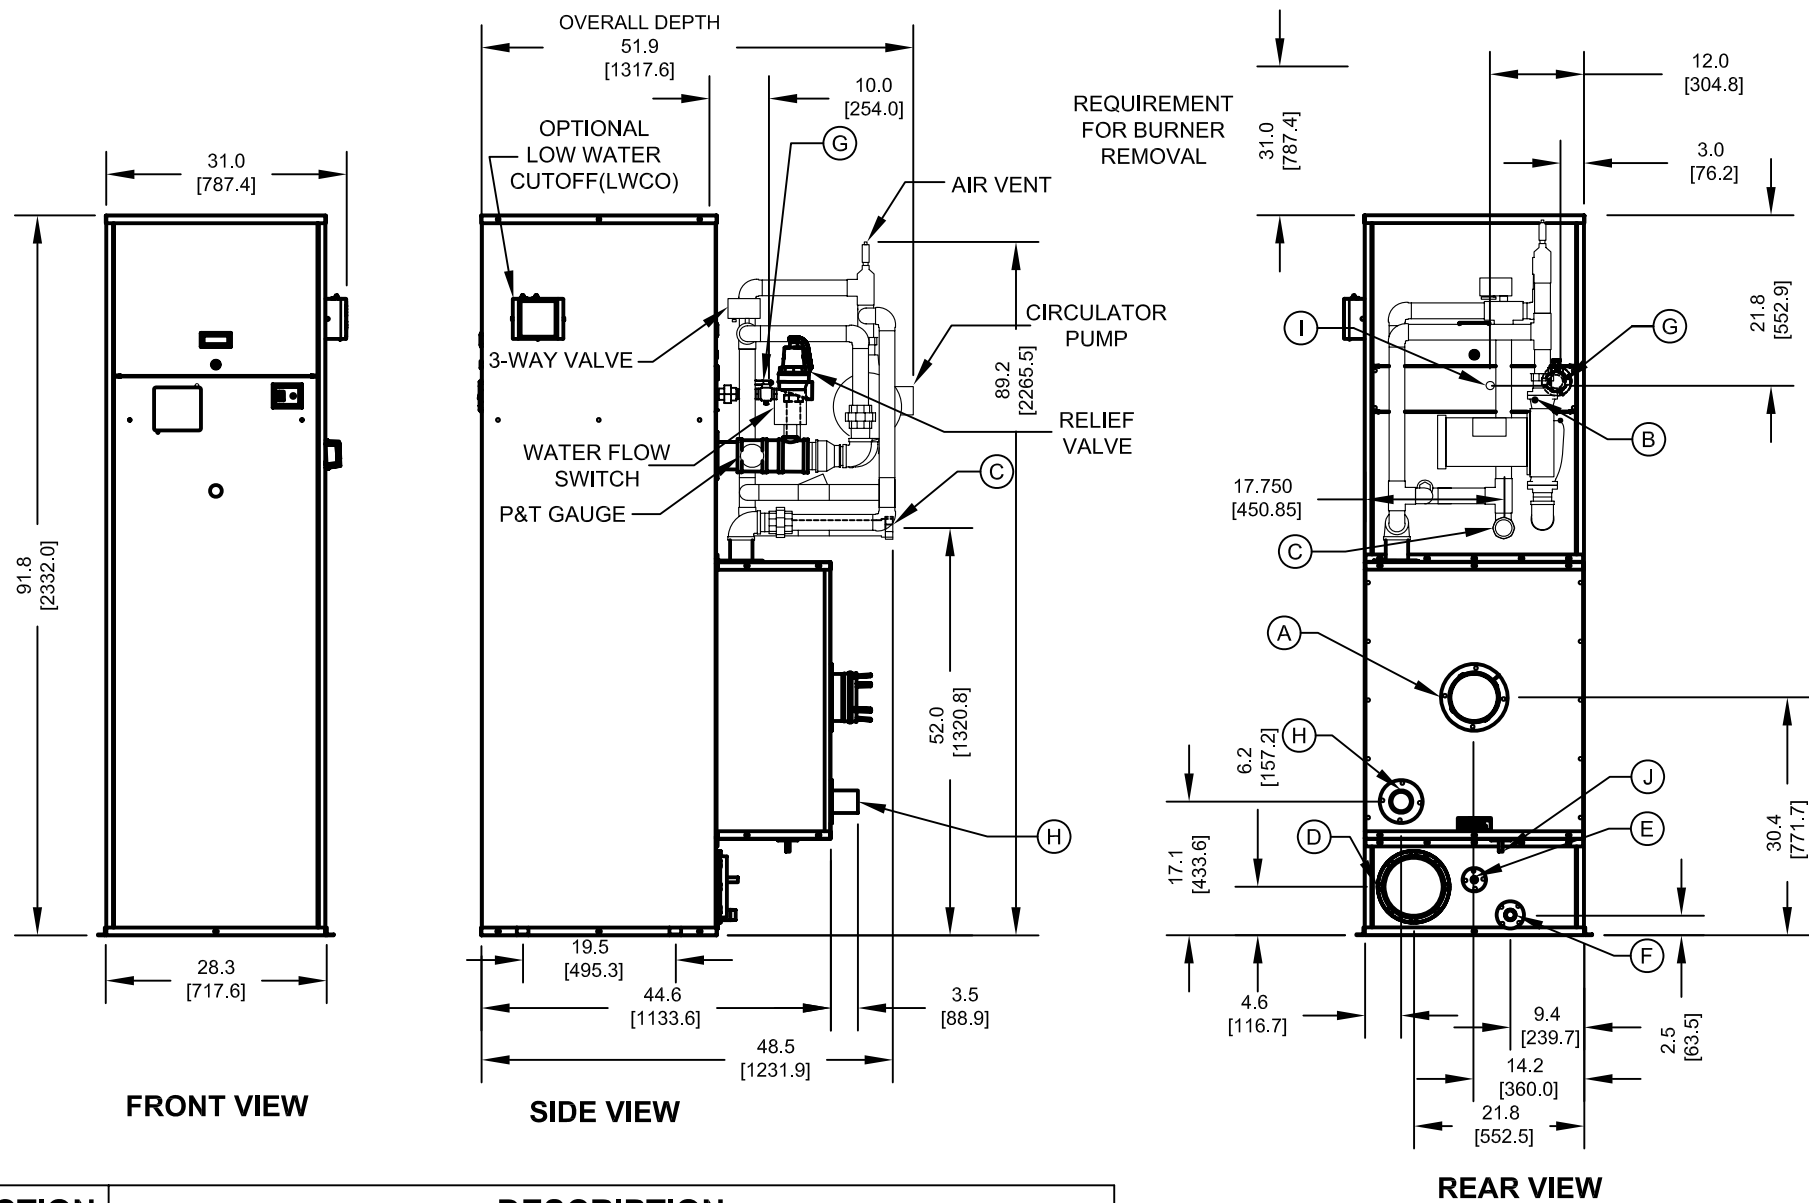 OVERALL DEPTH
51.9
[1317.6]
10.0
[254.0]
OPTIONAL
LOW WATER
CUTOFF(LWCO)
G
AIR VENT
31.0
[787.4]
91.8
[2332.0]
28.3
[717.6]
FRONT VIEW
3-WAY VALVE
CIRCULATOR
PUMP
89.2
[2265.5]
RELIEF
VALVE
WATER FLOW
SWITCH
P&T GAUGE
C
52.0
[1320.8]
H
19.5
[495.3]
44.6
[1133.6]
3.5
[88.9]
48.5
[1231.9]
SIDE VIEW
REQUIREMENT
FOR BURNER
REMOVAL
31.0
[787.4]
12.0
[304.8]
3.0
[76.2]
21.8
[552.9]
I
G
B
17.750
[450.85]
C
A
H
6.2
[157.2]
J
D
E
17.1
[433.6]
30.4
[771.7]
F
4.6
[116.7]
9.4
[239.7]
2.5
[63.5]
14.2
[360.0]
21.8
[552.5]
REAR VIEW
DESCRIPTION